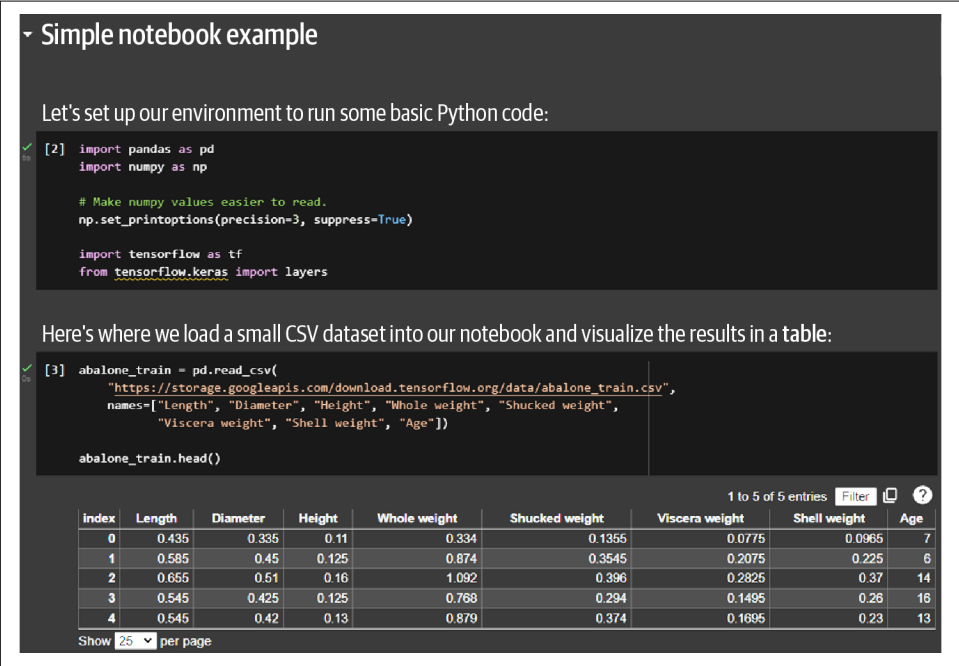 Simple notebook example
Let's set up our environment to run some basic Python code:
[2] import pandas as pd
import numpy as np
# Make numpy values easier to read.
np.set_printoptions(precision=3, suppress=True)
import tensorflow as tf
from tensorflow.keras import layers
Here's where we load a small CSV dataset into our notebook and visualize the results in a table:
[3] abalone_train = pd.read_csv(
"https://storage.googleapis.com/download.tensorflow.org/data/abalone_train.csv",
names=["Length", "Diameter", "Height", "Whole weight", "Shucked weight",
"Viscera weight", "Shell weight", "Age"])
abalone_train.head()
1 to 5 of 5 entries Filter ?
index Length Diameter Height Whole weight Shucked weight Viscera weight Shell weight Age
0 0.435 0.335 0.11 0.334 0.1355 0.0775 0.0965 7
1 0.585 0.45 0.125 0.874 0.3545 0.2075 0.225 6
2 0.655 0.51 0.16 1.092 0.396 0.2825 0.37 14
3 0.545 0.425 0.125 0.768 0.294 0.1495 0.26 16
4 0.545 0.42 0.13 0.879 0.374 0.1695 0.23 13
Show 25 per page